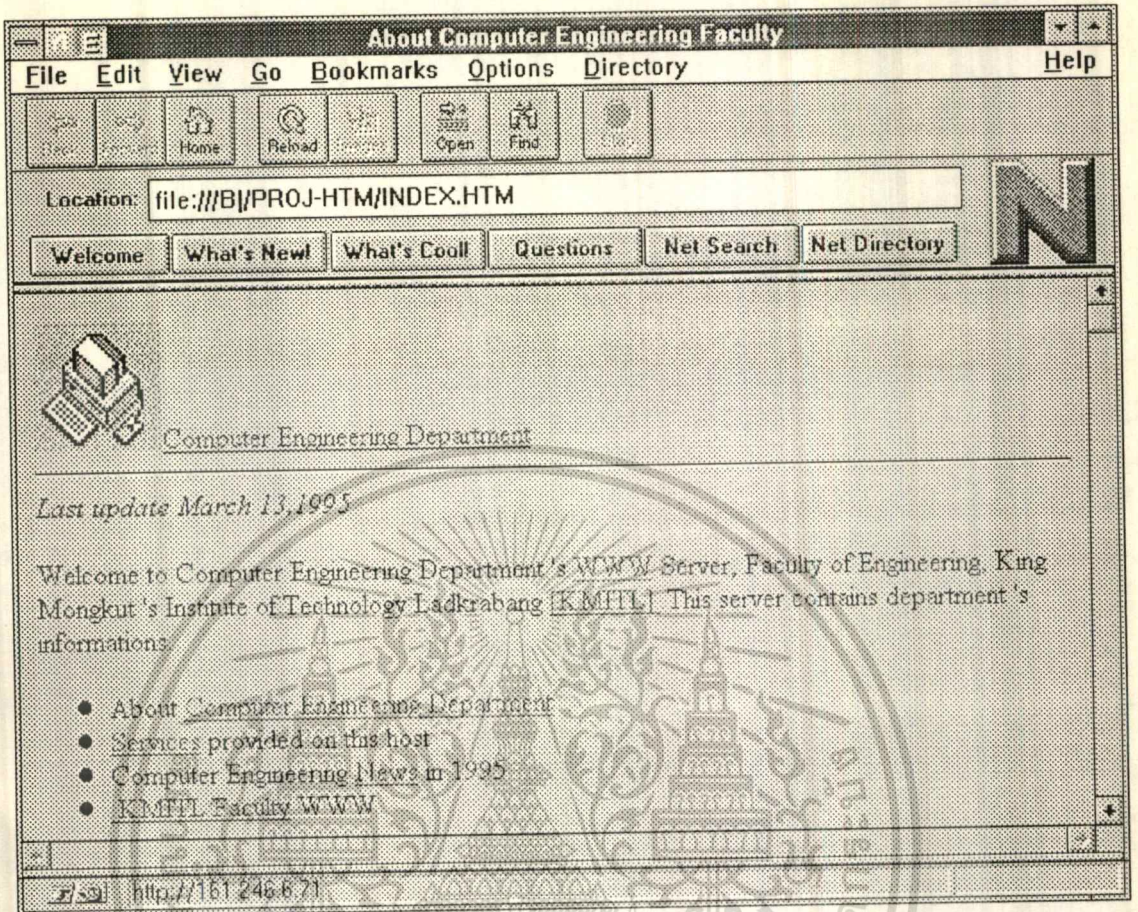 About Computer Engineering Faculty
File Edit View Go Bookmarks Options Directory Help
Back Forward Home Reload Images Open Find Stop
Location: file:///B|/PROJ-HTM/INDEX.HTM
Welcome What's New! What's Cool! Questions Net Search Net Directory
N
Computer Engineering Department
Last update March 13,1995
Welcome to Computer Engineering Department 's WWW Server, Faculty of Engineering, King
Mongkut 's Institute of Technology Ladkrabang [KMITL]. This server contains department 's
informations.
About Computer Engineering Department
Services provided on this host
Computer Engineering News in 1995
KMITL Faculty WWW
http://161.246.6.71